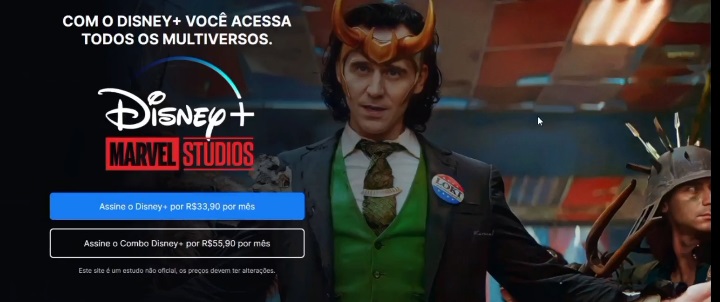 COM O DISNEY+ VOCÊ ACESSA
TODOS OS MULTIVERSOS.
Disney+
MARVEL STUDIOS
LOKI
Assine o Disney+ por R$33,90 por mês
Assine o Combo Disney+ por R$55,90 por mês
Este site é um estudo não oficial, os preços devem ter alterações.